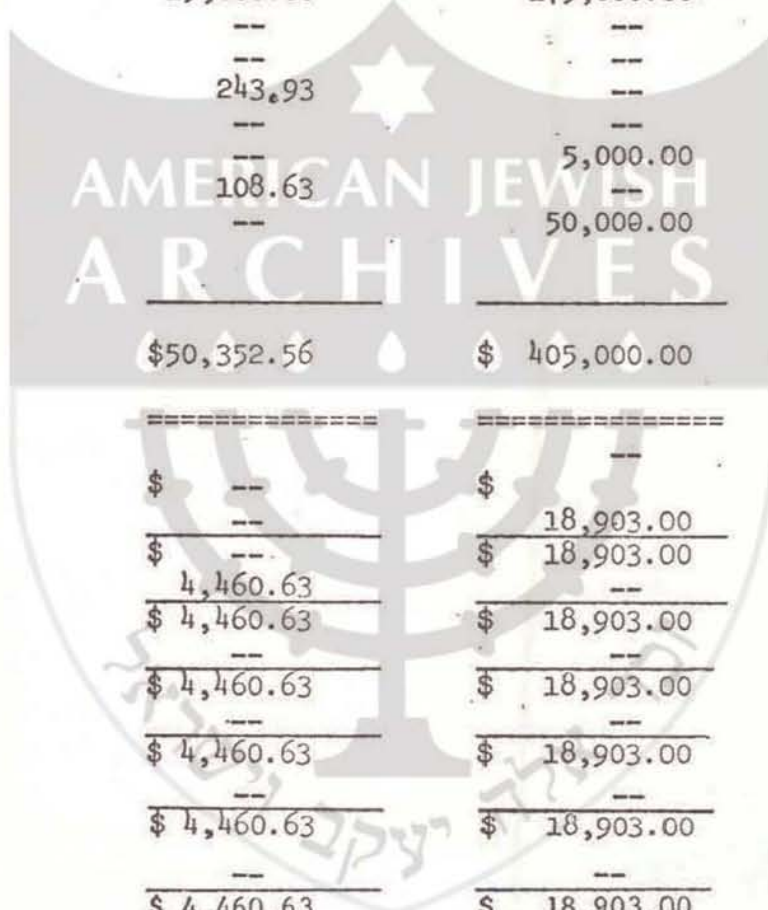 --  --
--  --
243.93  --
--  --
--  5,000.00
108.63  --
--  50,000.00
AMERICAN JEWISH
ARCHIVES
$50,352.56  $ 405,000.00
==============  ===============
--
$ --  $
--  18,903.00
$ --  $ 18,903.00
4,460.63  --
$ 4,460.63  $ 18,903.00
--  --
$ 4,460.63  $ 18,903.00
--  --
$ 4,460.63  $ 18,903.00
--  --
$ 4,460.63  $ 18,903.00
--  --
$ 4,460.63  $ 18,903.00
יעקב וישראל